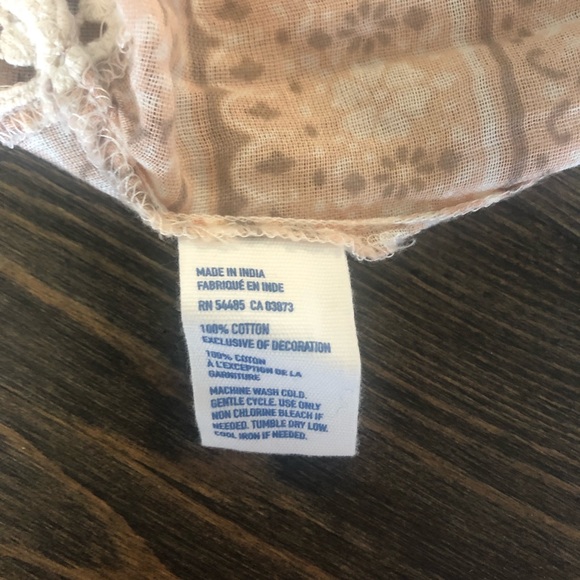 MADE IN INDIA
FABRIQUÉ EN INDE
RN 54485 CA 03873
100% COTTON
EXCLUSIVE OF DECORATION
100% COTON
À L'EXCEPTION DE LA
GARNITURE
MACHINE WASH COLD.
GENTLE CYCLE. USE ONLY
NON CHLORINE BLEACH IF
NEEDED. TUMBLE DRY LOW.
COOL IRON IF NEEDED.